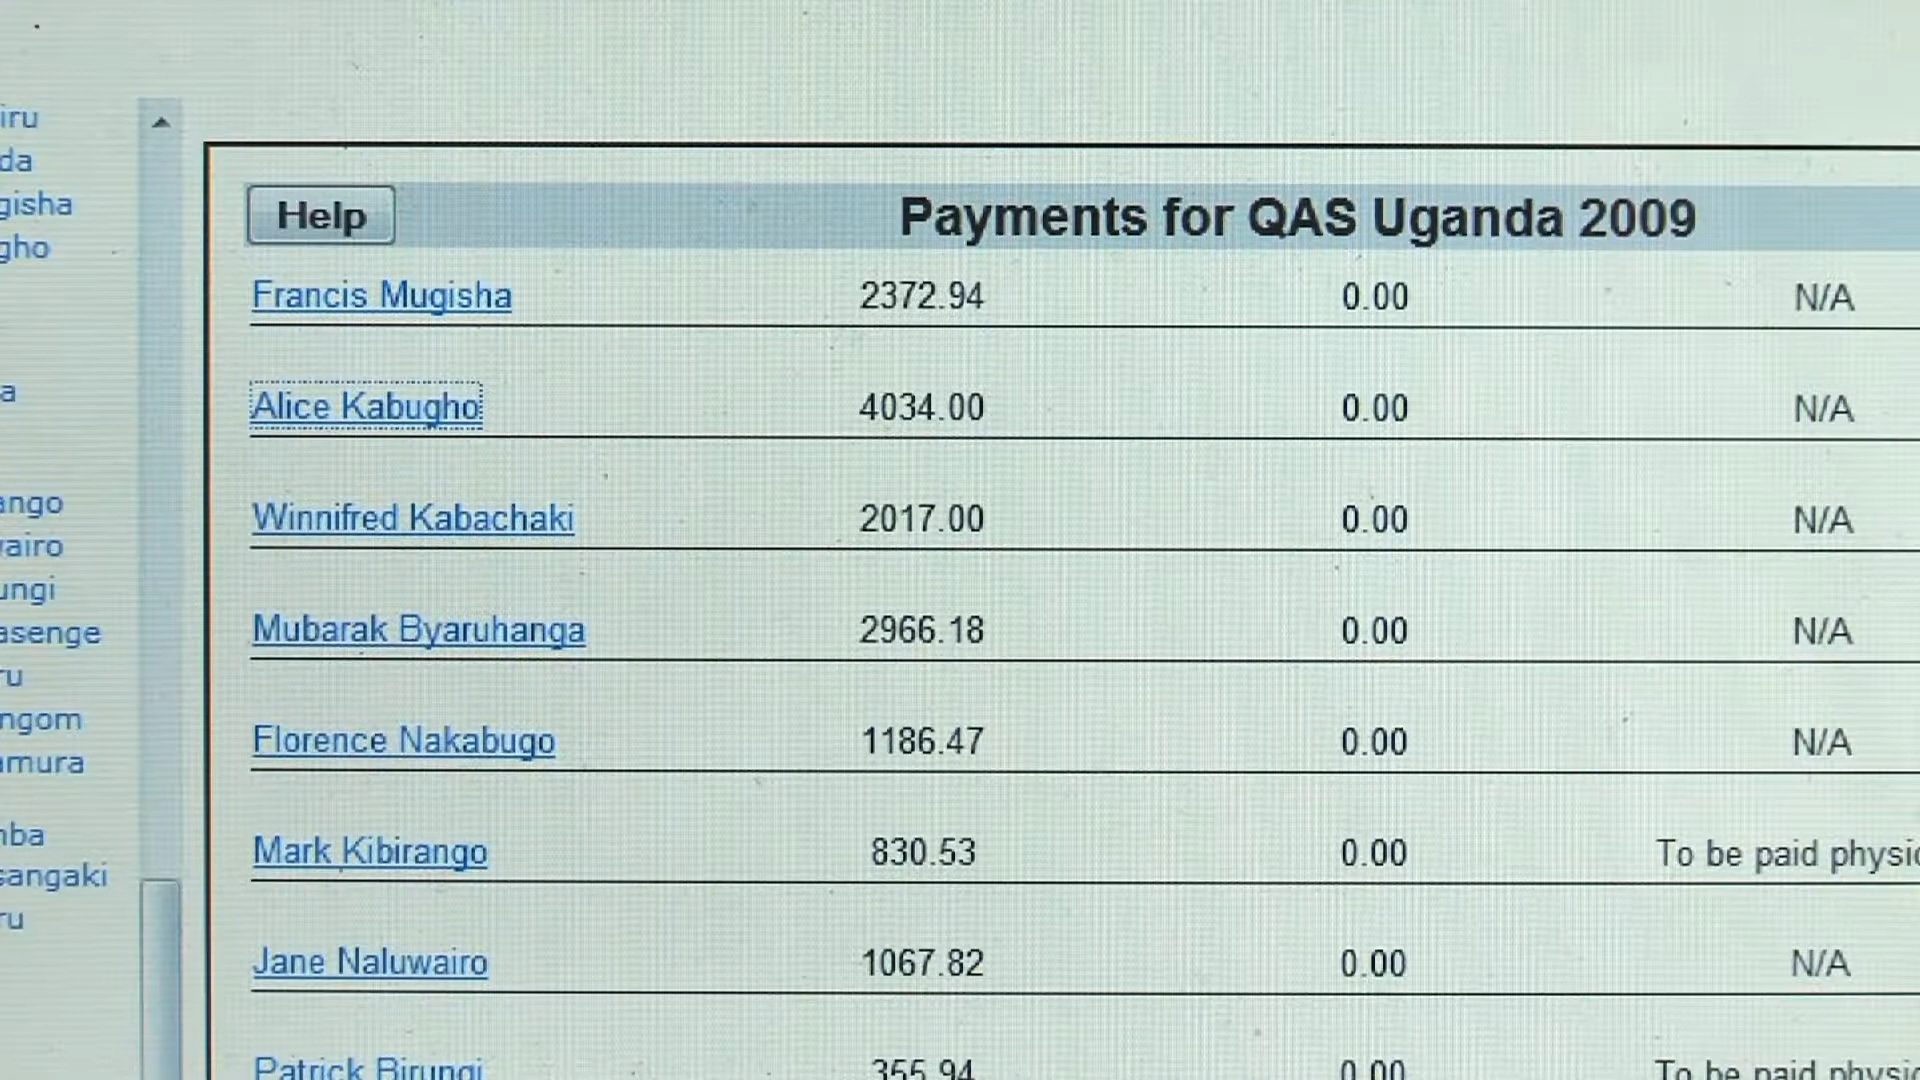 iru
da
gisha
gho
a
ango
airo
ungi
asenge
ru
ngom
amura
mba
sangaki
ru
Help
Payments for QAS Uganda 2009
Francis Mugisha 2372.94 0.00 N/A
Alice Kabugho 4034.00 0.00 N/A
Winnifred Kabachaki 2017.00 0.00 N/A
Mubarak Byaruhanga 2966.18 0.00 N/A
Florence Nakabugo 1186.47 0.00 N/A
Mark Kibirango 830.53 0.00 To be paid physic
Jane Naluwairo 1067.82 0.00 N/A
Patrick Birungi 355.94 0.00 To be paid physic